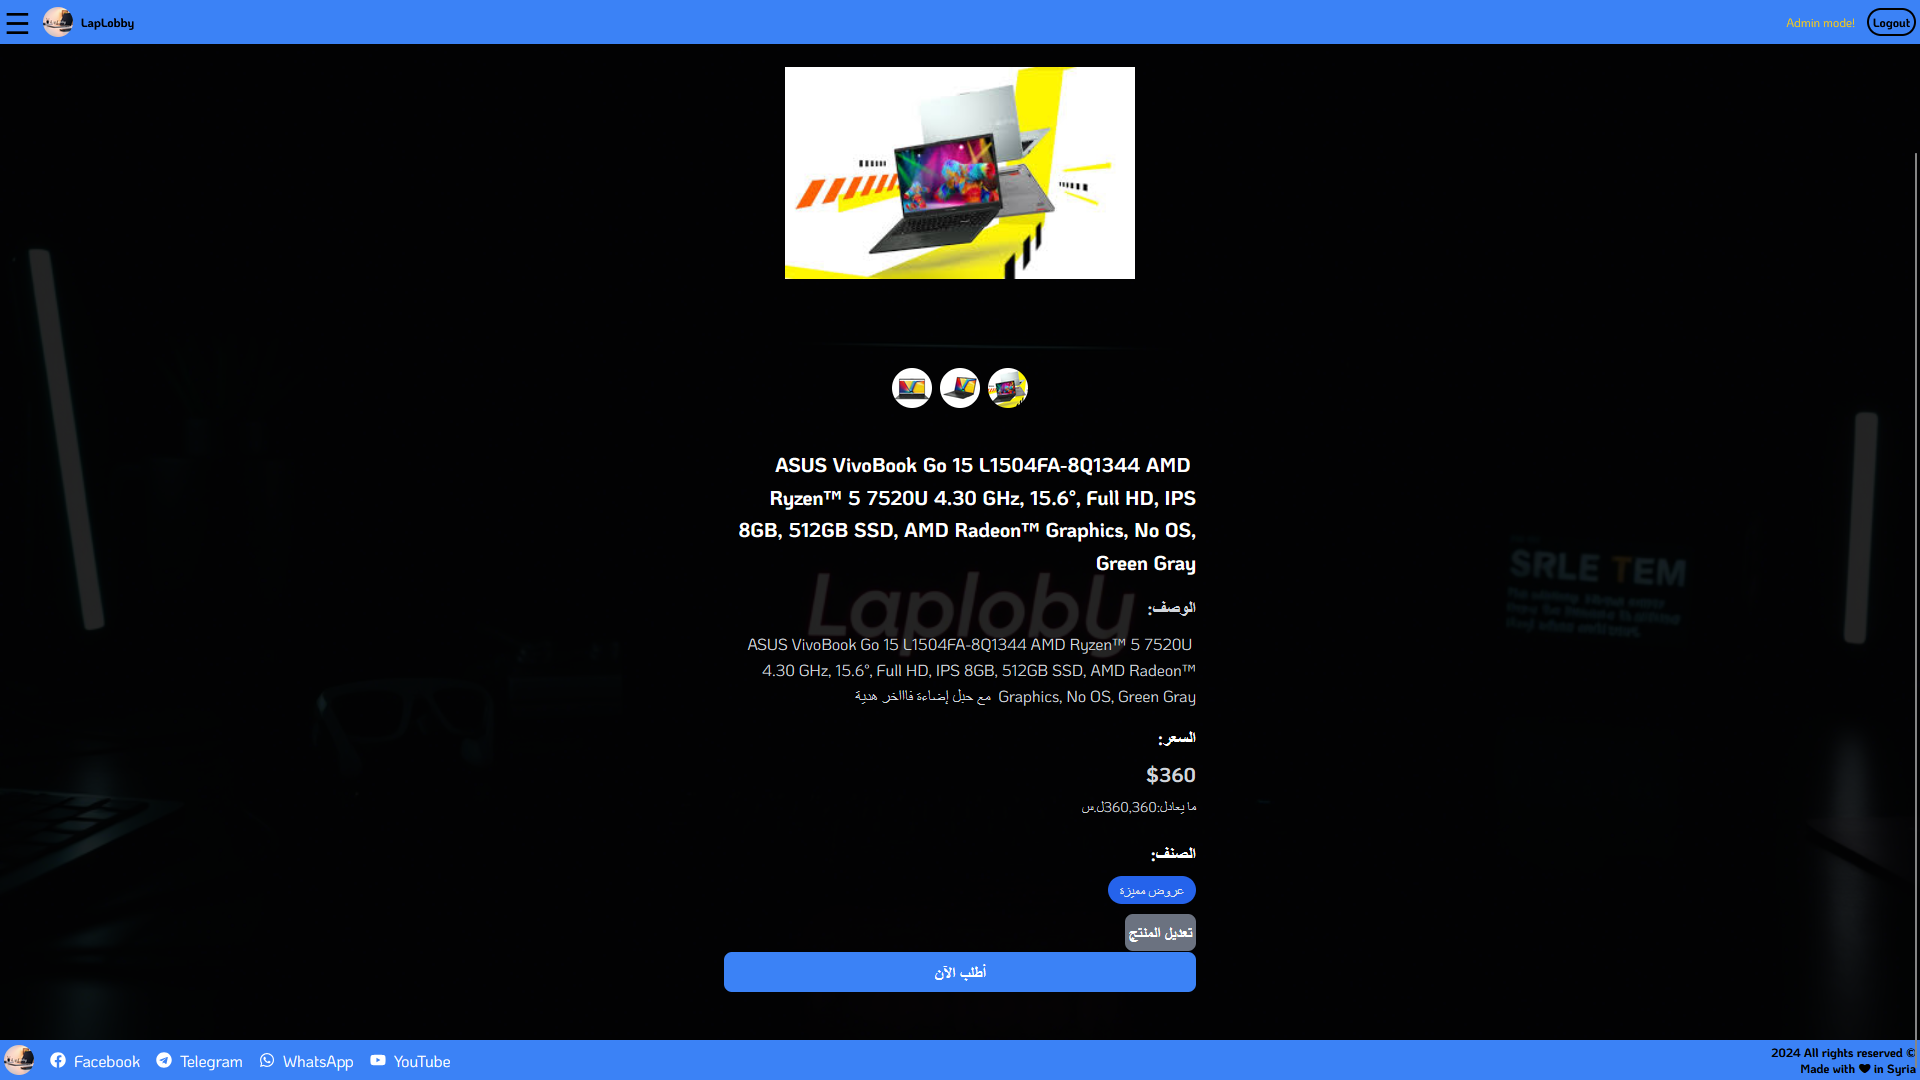 LapLobby
Admin mode!
Logout
ASUS VivoBook Go 15 L1504FA-8Q1344 AMD
Ryzen™ 5 7520U 4.30 GHz, 15.6°, Full HD, IPS
8GB, 512GB SSD, AMD Radeon™ Graphics, No OS,
Green Gray
Laplobly
SRLE TEM
الوصف:
ASUS VivoBook Go 15 L1504FA-8Q1344 AMD Ryzen™ 5 7520U
4.30 GHz, 15.6°, Full HD, IPS 8GB, 512GB SSD, AMD Radeon™
Graphics, No OS, Green Gray مع حبل إضاءة فااخر هدية
السعر:
$360
ما يعادل:360,360ل.س
الصنف:
عروض مميزة
تعديل المنتج
أطلب الآن
Facebook
Telegram
WhatsApp
YouTube
2024 All rights reserved ©
Made with ❤ in Syria